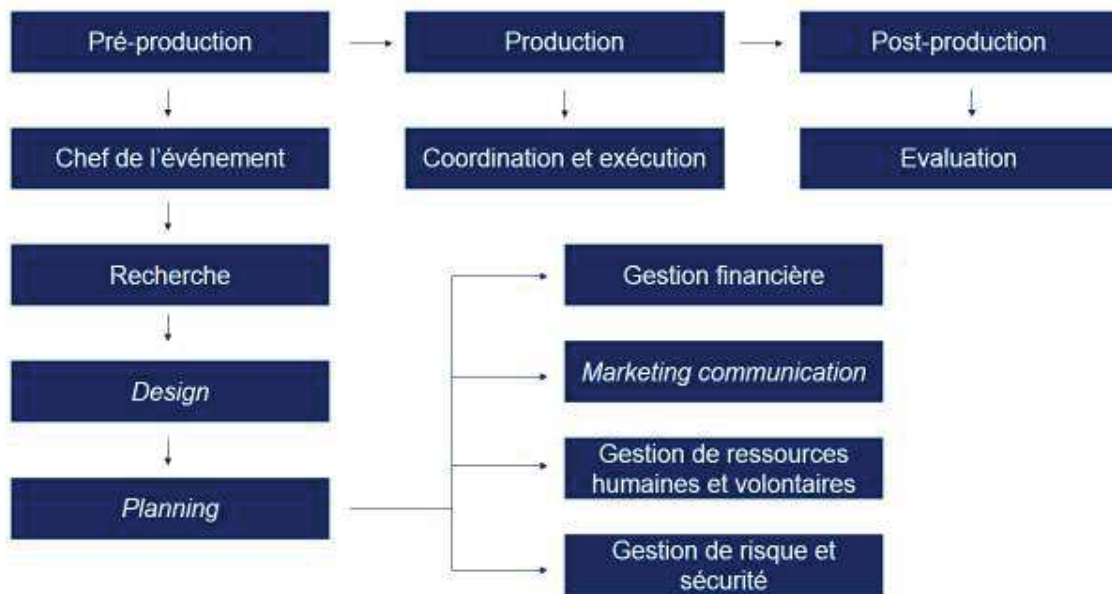 Pré-production
Production
Post-production
Chef de l'événement
Coordination et exécution
Evaluation
Recherche
Gestion financière
Design
Marketing communication
Planning
Gestion de ressources
humaines et volontaires
Gestion de risque et
sécurité